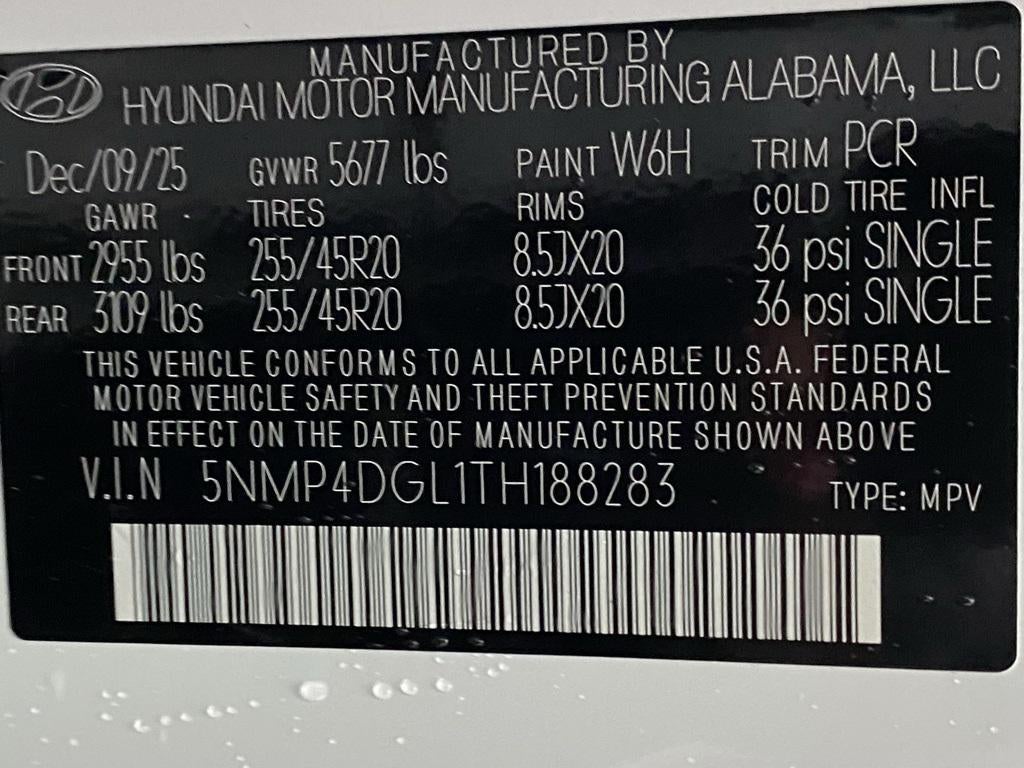 MANUFACTURED BY
HYUNDAI MOTOR MANUFACTURING ALABAMA, LLC
Dec/09/25 GVWR 5677 lbs PAINT W6H TRIM PCR
GAWR TIRES RIMS COLD TIRE INFL
FRONT 2955 lbs 255/45R20 8.5JX20 36 psi SINGLE
REAR 3109 lbs 255/45R20 8.5JX20 36 psi SINGLE
THIS VEHICLE CONFORMS TO ALL APPLICABLE U.S.A. FEDERAL
MOTOR VEHICLE SAFETY AND THEFT PREVENTION STANDARDS
IN EFFECT ON THE DATE OF MANUFACTURE SHOWN ABOVE
V.I.N 5NMP4DGL1TH188283 TYPE: MPV